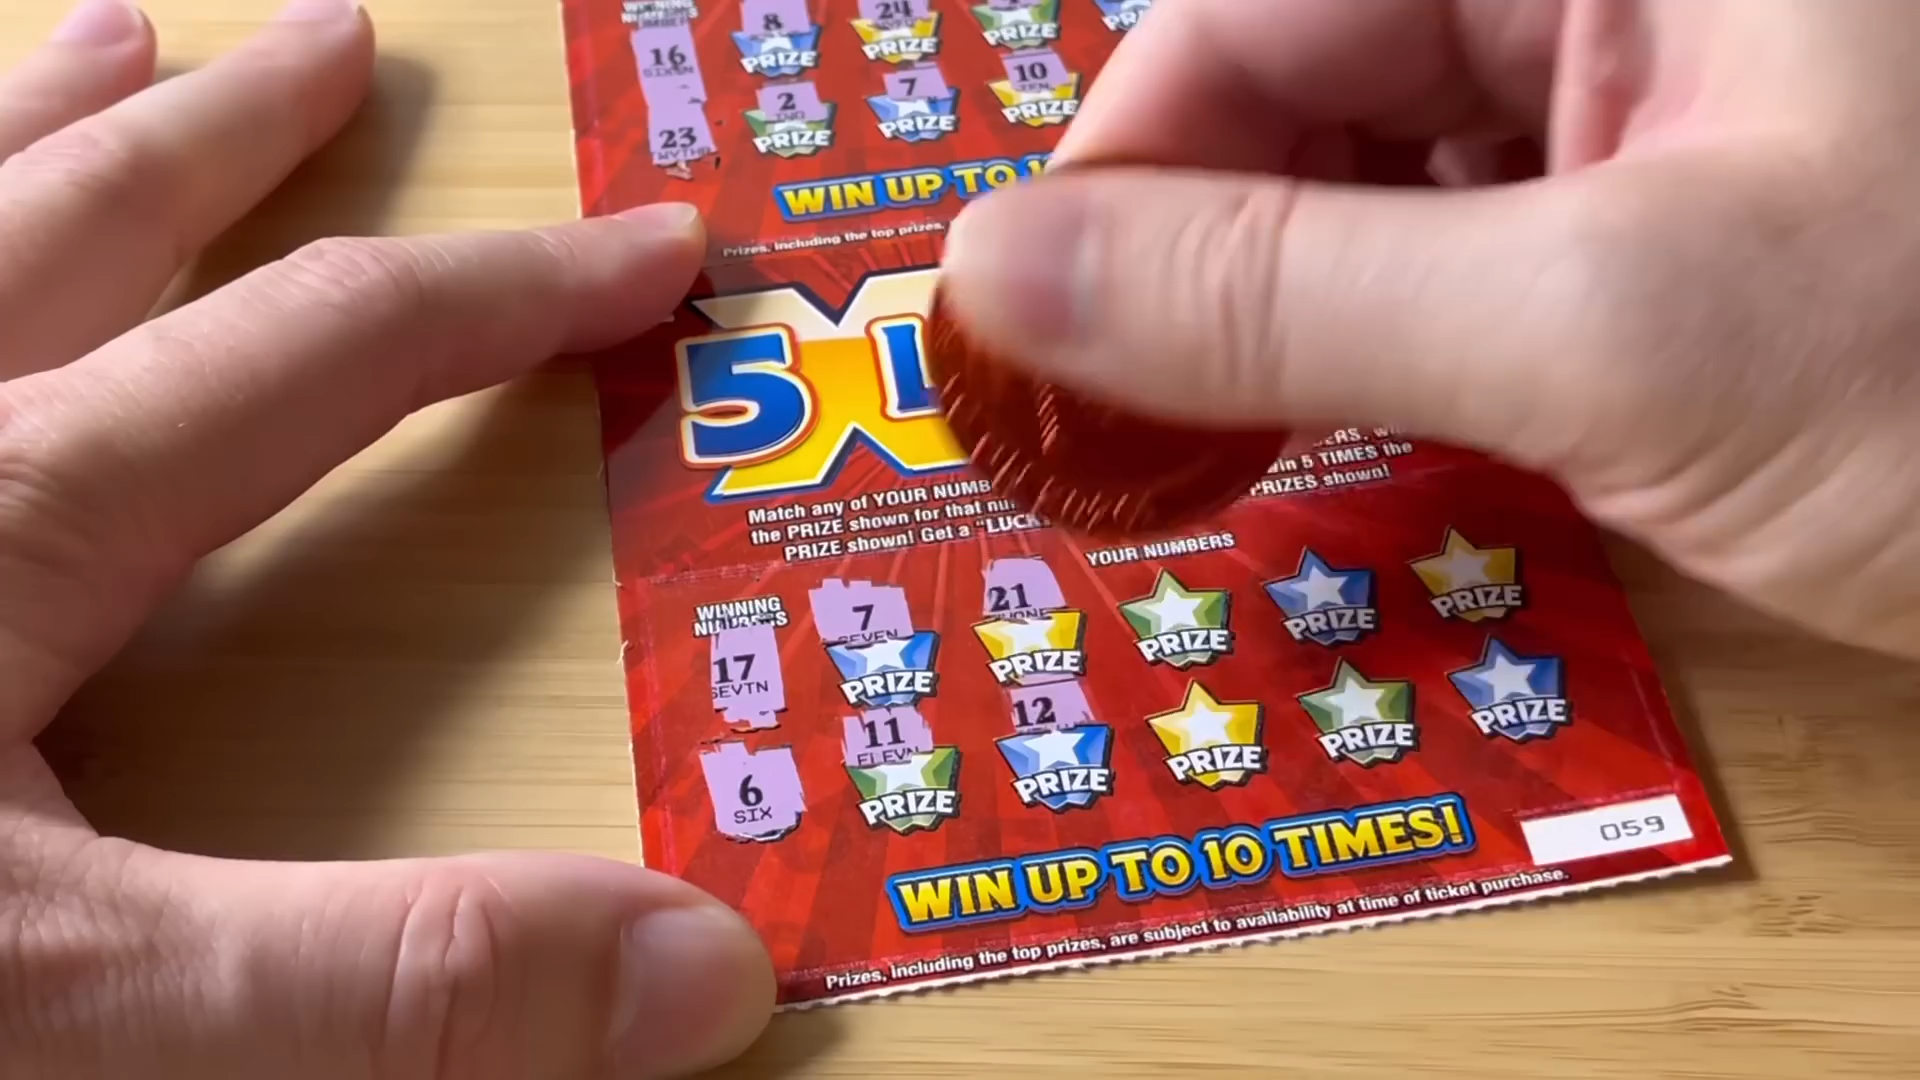 WINNING
NUMBERS
8
24
16
PRIZE
PRIZE
PRIZE
2
7
10
TEN
23
PRIZE
PRIZE
PRIZE
WIN UP TO
Prizes, including the top prizes,
5 L
Match any of YOUR NUMB
the PRIZE shown for that
PRIZE shown! Get a "LUCK
win 5 TIMES the
PRIZES shown!
YOUR NUMBERS
WINNING
NUMBERS
7
SEVEN
21
17
SEVTN
PRIZE
PRIZE
PRIZE
PRIZE
PRIZE
11
ELEVN
12
6
SIX
PRIZE
PRIZE
PRIZE
PRIZE
PRIZE
WIN UP TO 10 TIMES!
059
Prizes, including the top prizes, are subject to availability at time of ticket purchase.